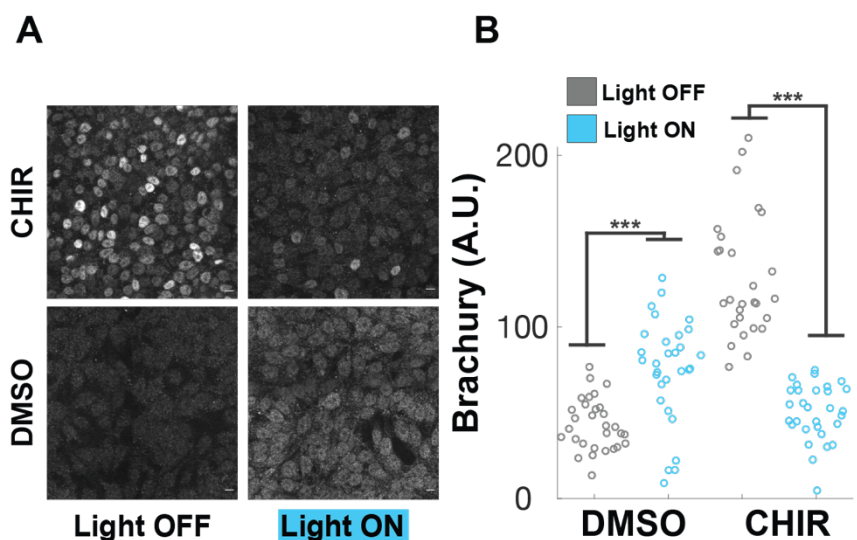 A
B
Light OFF
Light ON
CHIR
DMSO
Light OFF
Light ON
Brachury (A.U.)
200
100
0
***
***
DMSO
CHIR